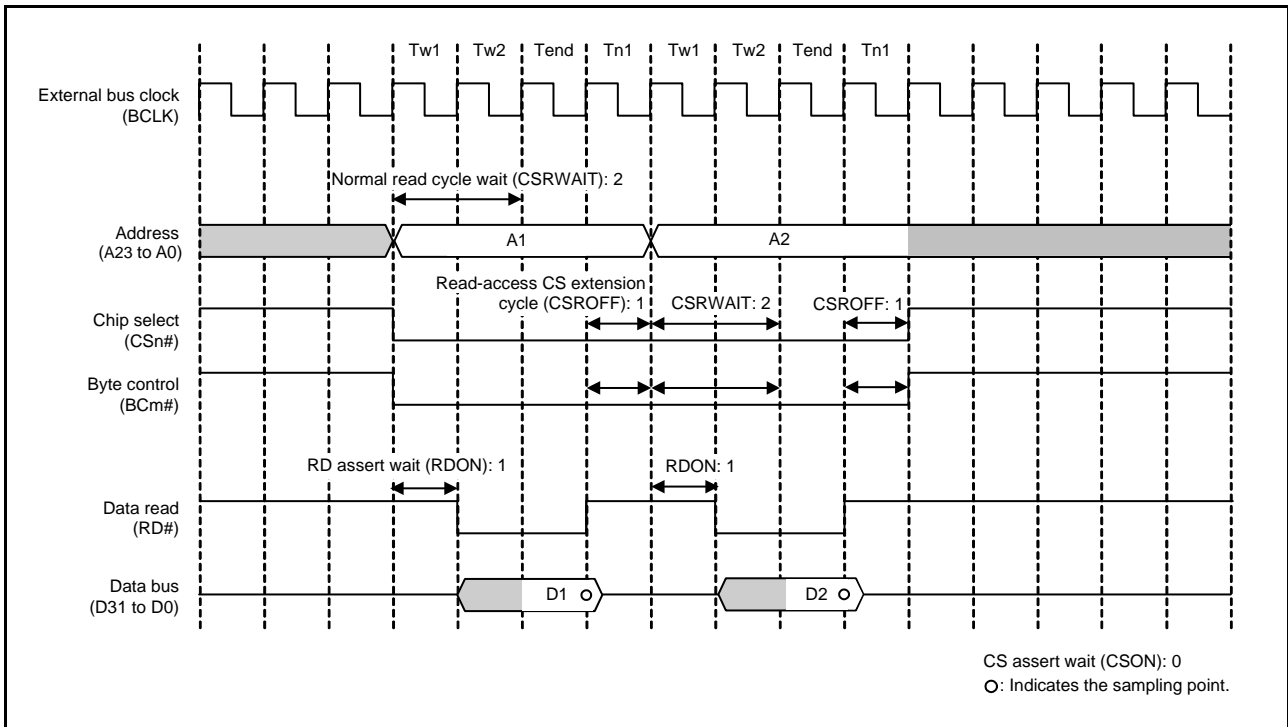 Tw1 Tw2 Tend Tn1 Tw1 Tw2 Tend Tn1
External bus clock
(BCLK)
Normal read cycle wait (CSRWAIT): 2
Address
(A23 to A0)
A1 A2
Read-access CS extension
cycle (CSROFF): 1
CSRWAIT: 2 CSROFF: 1
Chip select
(CSn#)
Byte control
(BCm#)
RD assert wait (RDON): 1 RDON: 1
Data read
(RD#)
Data bus
(D31 to D0)
D1 D2
CS assert wait (CSON): 0
: Indicates the sampling point.